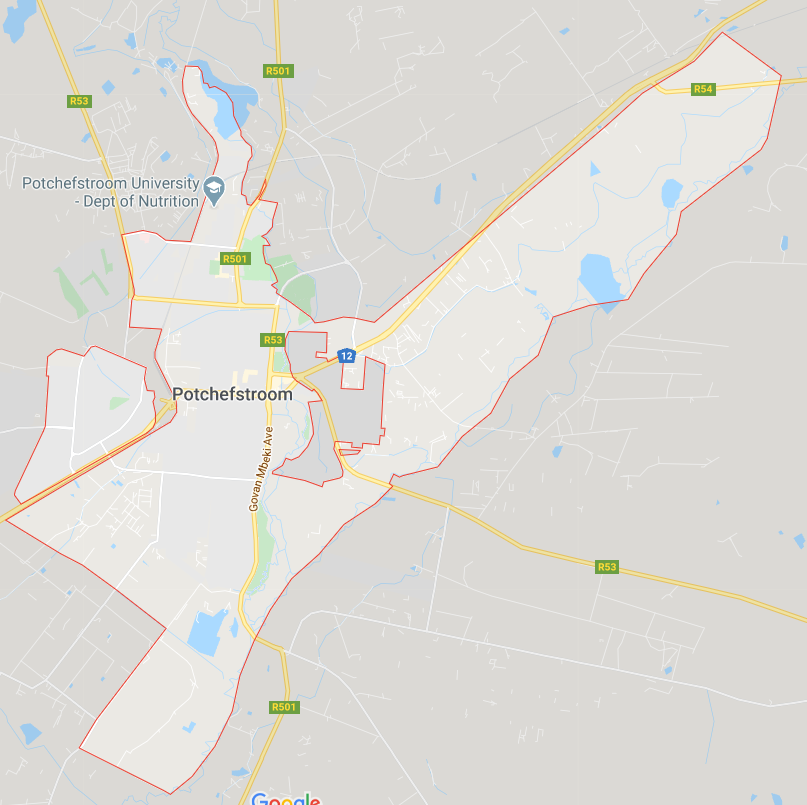 R501
R54
R53
Potchefstroom University
- Dept of Nutrition
R501
R53
12
Potchefstroom
Govan Mbeki Ave
R53
R501
Google